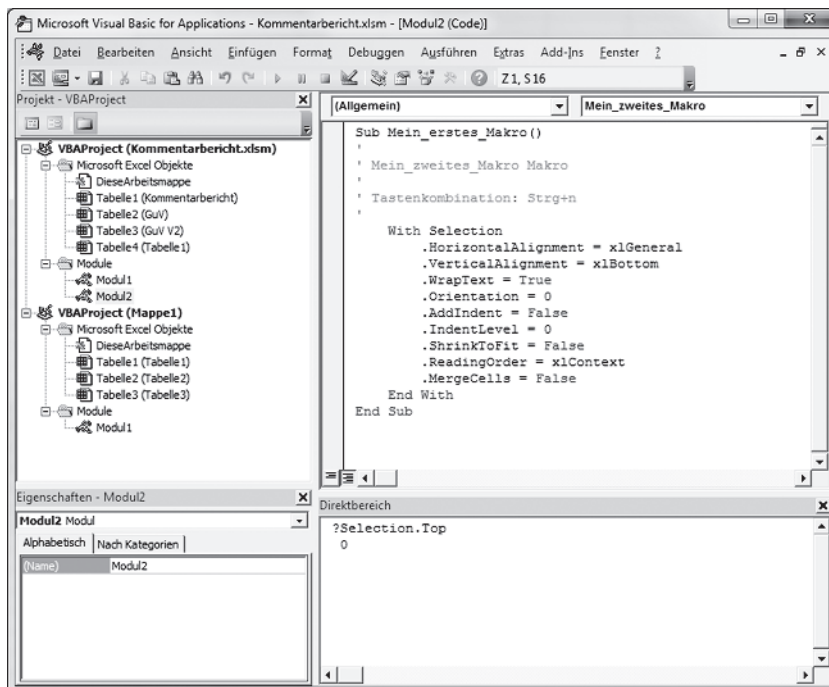 Microsoft Visual Basic for Applications - Kommentarbericht.xlsm - [Modul2 (Code)]
Datei Bearbeiten Ansicht Einfügen Format Debuggen Ausführen Extras Add-Ins Fenster ?
Z1, S16
Projekt - VBAProject
VBAProject (Kommentarbericht.xlsm)
Microsoft Excel Objekte
DieseArbeitsmappe
Tabelle1 (Kommentarbericht)
Tabelle2 (GuV)
Tabelle3 (GuV V2)
Tabelle4 (Tabelle1)
Module
Modul1
Modul2
VBAProject (Mappe1)
Microsoft Excel Objekte
DieseArbeitsmappe
Tabelle1 (Tabelle1)
Tabelle2 (Tabelle2)
Tabelle3 (Tabelle3)
Module
Modul1
Eigenschaften - Modul2
Modul2 Modul
Alphabetisch Nach Kategorien
(Name) Modul2
(Allgemein) Mein_zweites_Makro
Sub Mein_erstes_Makro()
'
' Mein_zweites_Makro Makro
'
' Tastenkombination: Strg+n
'
With Selection
.HorizontalAlignment = xlGeneral
.VerticalAlignment = xlBottom
.WrapText = True
.Orientation = 0
.AddIndent = False
.IndentLevel = 0
.ShrinkToFit = False
.ReadingOrder = xlContext
.MergeCells = False
End With
End Sub
Direktbereich
?Selection.Top
0